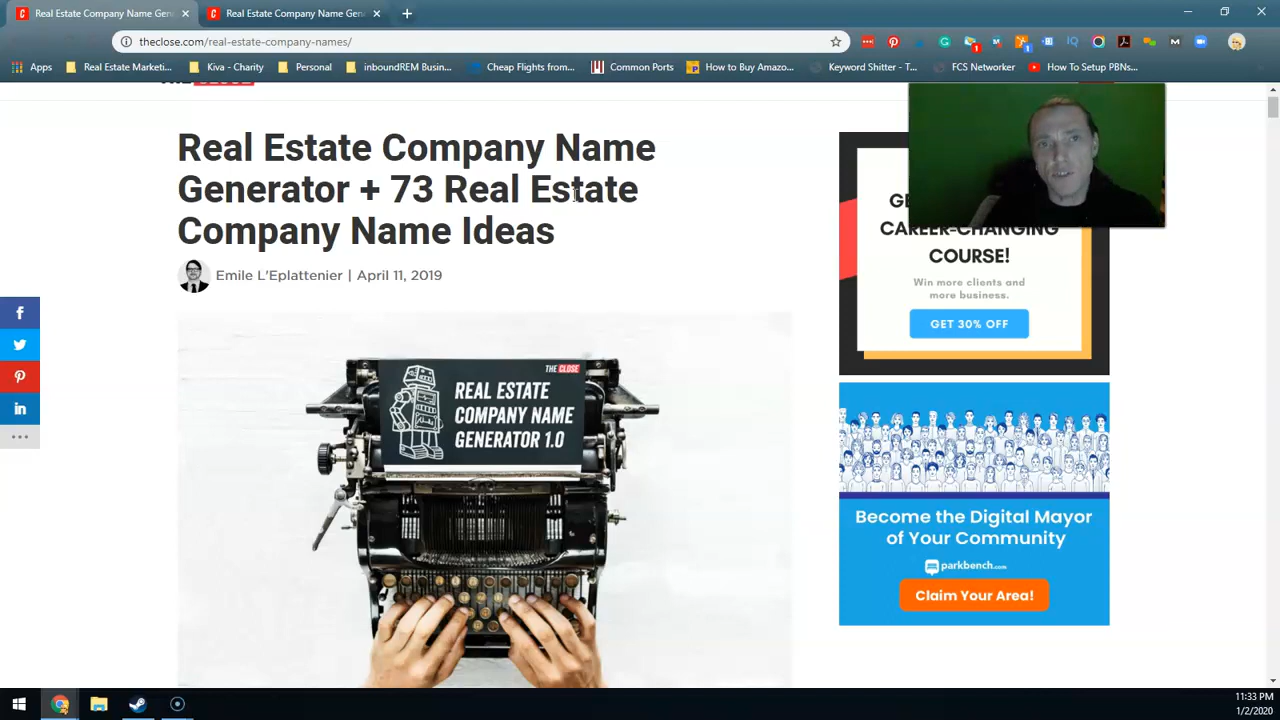 Real Estate Company Name Gen
Real Estate Company Name Gen
theclose.com/real-estate-company-names/
Apps
Real Estate Marketi...
Kiva - Charity
Personal
inboundREM Busin...
Cheap Flights from...
Common Ports
How to Buy Amazo...
Keyword Shitter - T...
FCS Networker
How To Setup PBNs...
Real Estate Company Name
Generator + 73 Real Estate
Company Name Ideas
Emile L'Eplattenier | April 11, 2019
THE CLOSE
REAL ESTATE
COMPANY NAME
GENERATOR 1.0
CAREER-CHANGING
COURSE!
Win more clients and
more business.
GET 30% OFF
Become the Digital Mayor
of Your Community
parkbench.com
Claim Your Area!
11:33 PM
1/2/2020